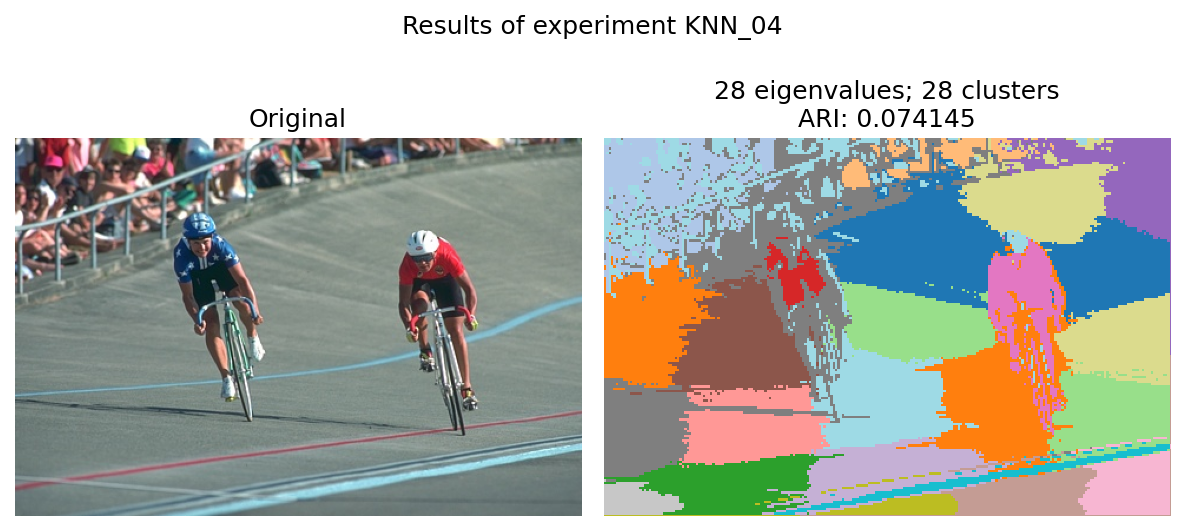 Results of experiment KNN_04
Original
28 eigenvalues; 28 clusters
ARI: 0.074145